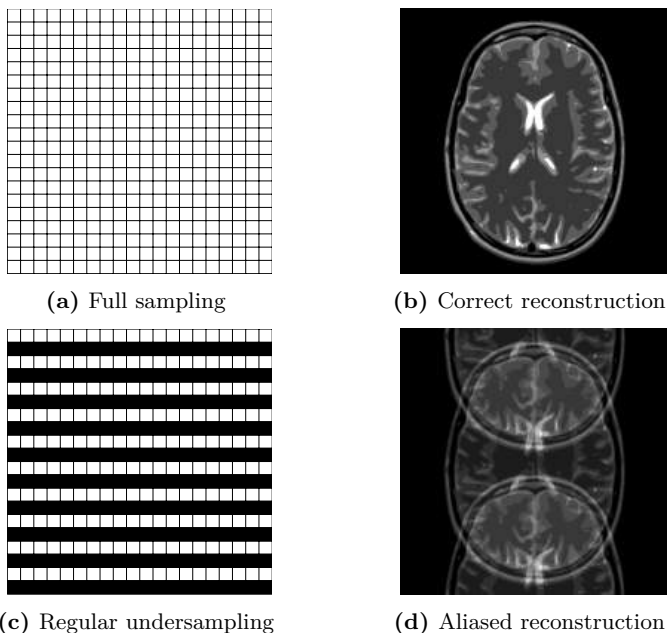 (a) Full sampling
(b) Correct reconstruction
(c) Regular undersampling
(d) Aliased reconstruction